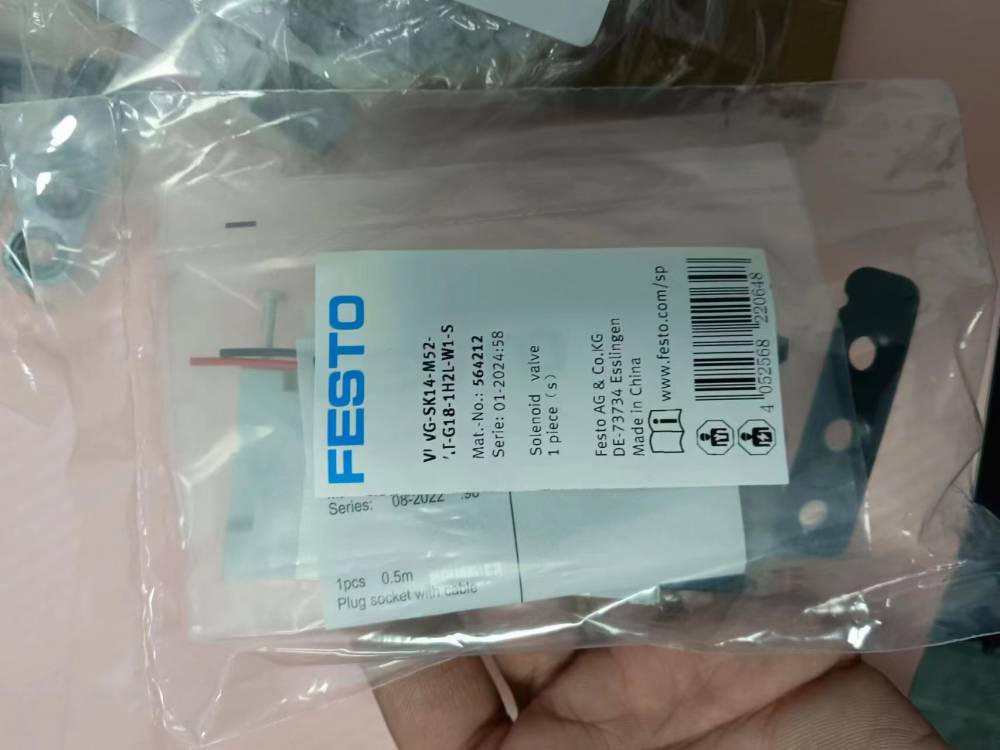 FESTO
VG-SK14-M52-
T-G18-1H2L-W1-S
Mat.-No.: 564212
Serie: 01-2024:58
Solenoid valve
1 piece (s)
Festo AG & Co.KG
DE-73734 Esslingen
Made in China
i www.festo.com/sp
4 052568 220648
Series: 08-2022
1pcs 0.5m
Plug socket with cable